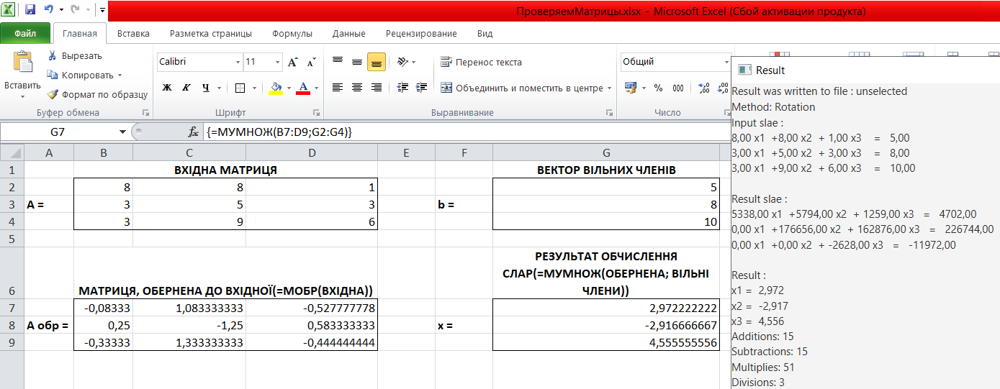 ПроверяемМатрицы.xlsx - Microsoft Excel (Сбой активации продукта)
Файл Главная Вставка Разметка страницы Формулы Данные Рецензирование Вид
Вставить
Вырезать
Копировать
Формат по образцу
Буфер обмена
Calibri 11
Ж К Ч
Шрифт
Перенос текста
Объединить и поместить в центре
Выравнивание
Общий
% 000
Число
G7 fx {=МУМНОЖ(B7:D9;G2:G4)}
A B C D E F G
1 ВХІДНА МАТРИЦЯ ВЕКТОР ВІЛЬНИХ ЧЛЕНІВ
2 8 8 1 5
3 A = 3 5 3 b = 8
4 3 9 6 10
5
РЕЗУЛЬТАТ ОБЧИСЛЕННЯ
СЛАР(=МУМНОЖ(ОБЕРНЕНА; ВІЛЬНІ
6 МАТРИЦЯ, ОБЕРНЕНА ДО ВХІДНОЇ(=МОБР(ВХІДНА)) ЧЛЕНИ))
7 -0,08333 1,083333333 -0,527777778 2,972222222
8 A обр = 0,25 -1,25 0,583333333 x = -2,916666667
9 -0,33333 1,333333333 -0,444444444 4,555555556
Result
Result was written to file : unselected
Method: Rotation
Input slae :
8,00 x1 +8,00 x2 + 1,00 x3 = 5,00
3,00 x1 +5,00 x2 + 3,00 x3 = 8,00
3,00 x1 +9,00 x2 + 6,00 x3 = 10,00
Result slae :
5338,00 x1 +5794,00 x2 + 1259,00 x3 = 4702,00
0,00 x1 +176656,00 x2 + 162876,00 x3 = 226744,00
0,00 x1 +0,00 x2 + -2628,00 x3 = -11972,00
Result :
x1 = 2,972
x2 = -2,917
x3 = 4,556
Additions: 15
Subtractions: 15
Multiplies: 51
Divisions: 3